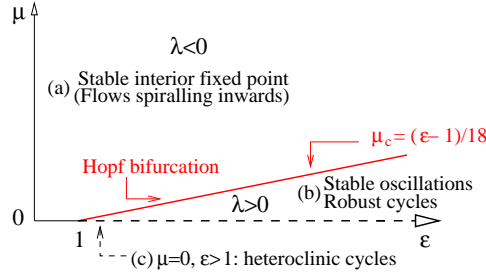 μ
λ<0
(a) Stable interior fixed point
(Flows spiralling inwards)
μc = (ε−1)/18
Hopf bifurcation
(b) Stable oscillations
Robust cycles
λ>0
0
1
ε
(c) μ=0, ε>1: heteroclinic cycles